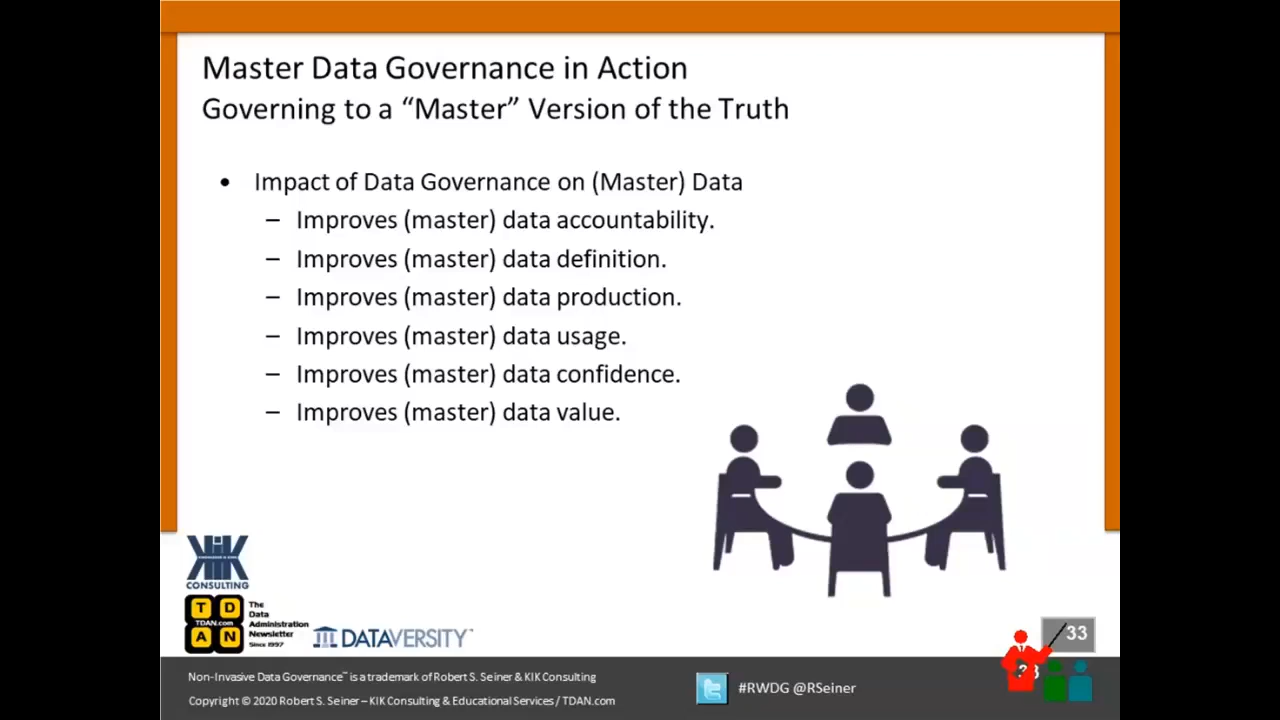 Master Data Governance in Action
Governing to a “Master” Version of the Truth
• Impact of Data Governance on (Master) Data
– Improves (master) data accountability.
– Improves (master) data definition.
– Improves (master) data production.
– Improves (master) data usage.
– Improves (master) data confidence.
– Improves (master) data value.
KIK
CONSULTING
T D
TDAN.com
A N
The
Data
Administration
Newsletter
Since 1997
DATAVERSITY™
33
Non-Invasive Data Governance™ is a trademark of Robert S. Seiner & KIK Consulting
Copyright © 2020 Robert S. Seiner – KIK Consulting & Educational Services / TDAN.com
#RWDG @RSeiner